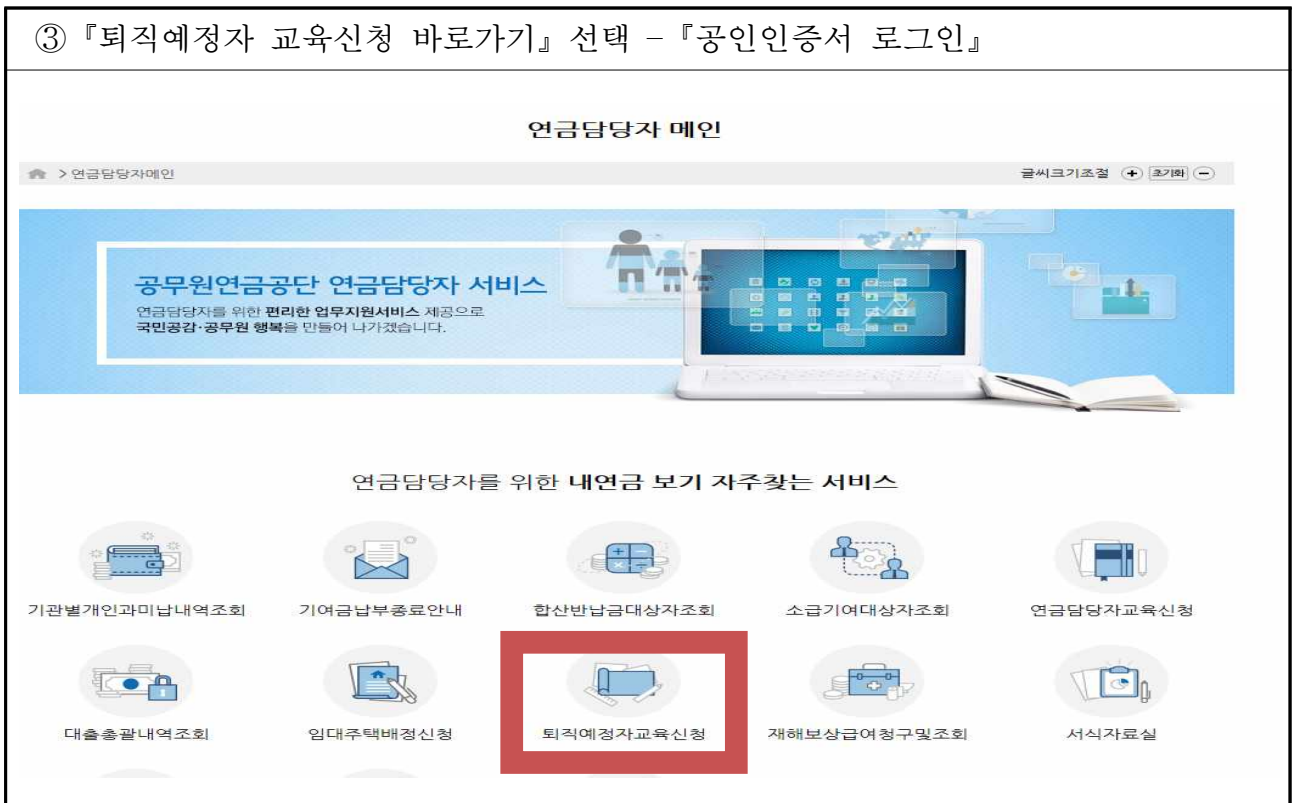 ③『퇴직예정자 교육신청 바로가기』선택 –『공인인증서 로그인』
연금담당자 메인
> 연금담당자메인
글씨크기조절 + 초기화 -
공무원연금공단 연금담당자 서비스
연금담당자를 위한 편리한 업무지원서비스 제공으로
국민공감·공무원 행복을 만들어 나가겠습니다.
연금담당자를 위한 내연금 보기 자주찾는 서비스
기관별개인과미납내역조회 기여금납부종료안내 합산반납금대상자조회 소급기여대상자조회 연금담당자교육신청
대출총괄내역조회 임대주택배정신청 퇴직예정자교육신청 재해보상급여청구및조회 서식자료실